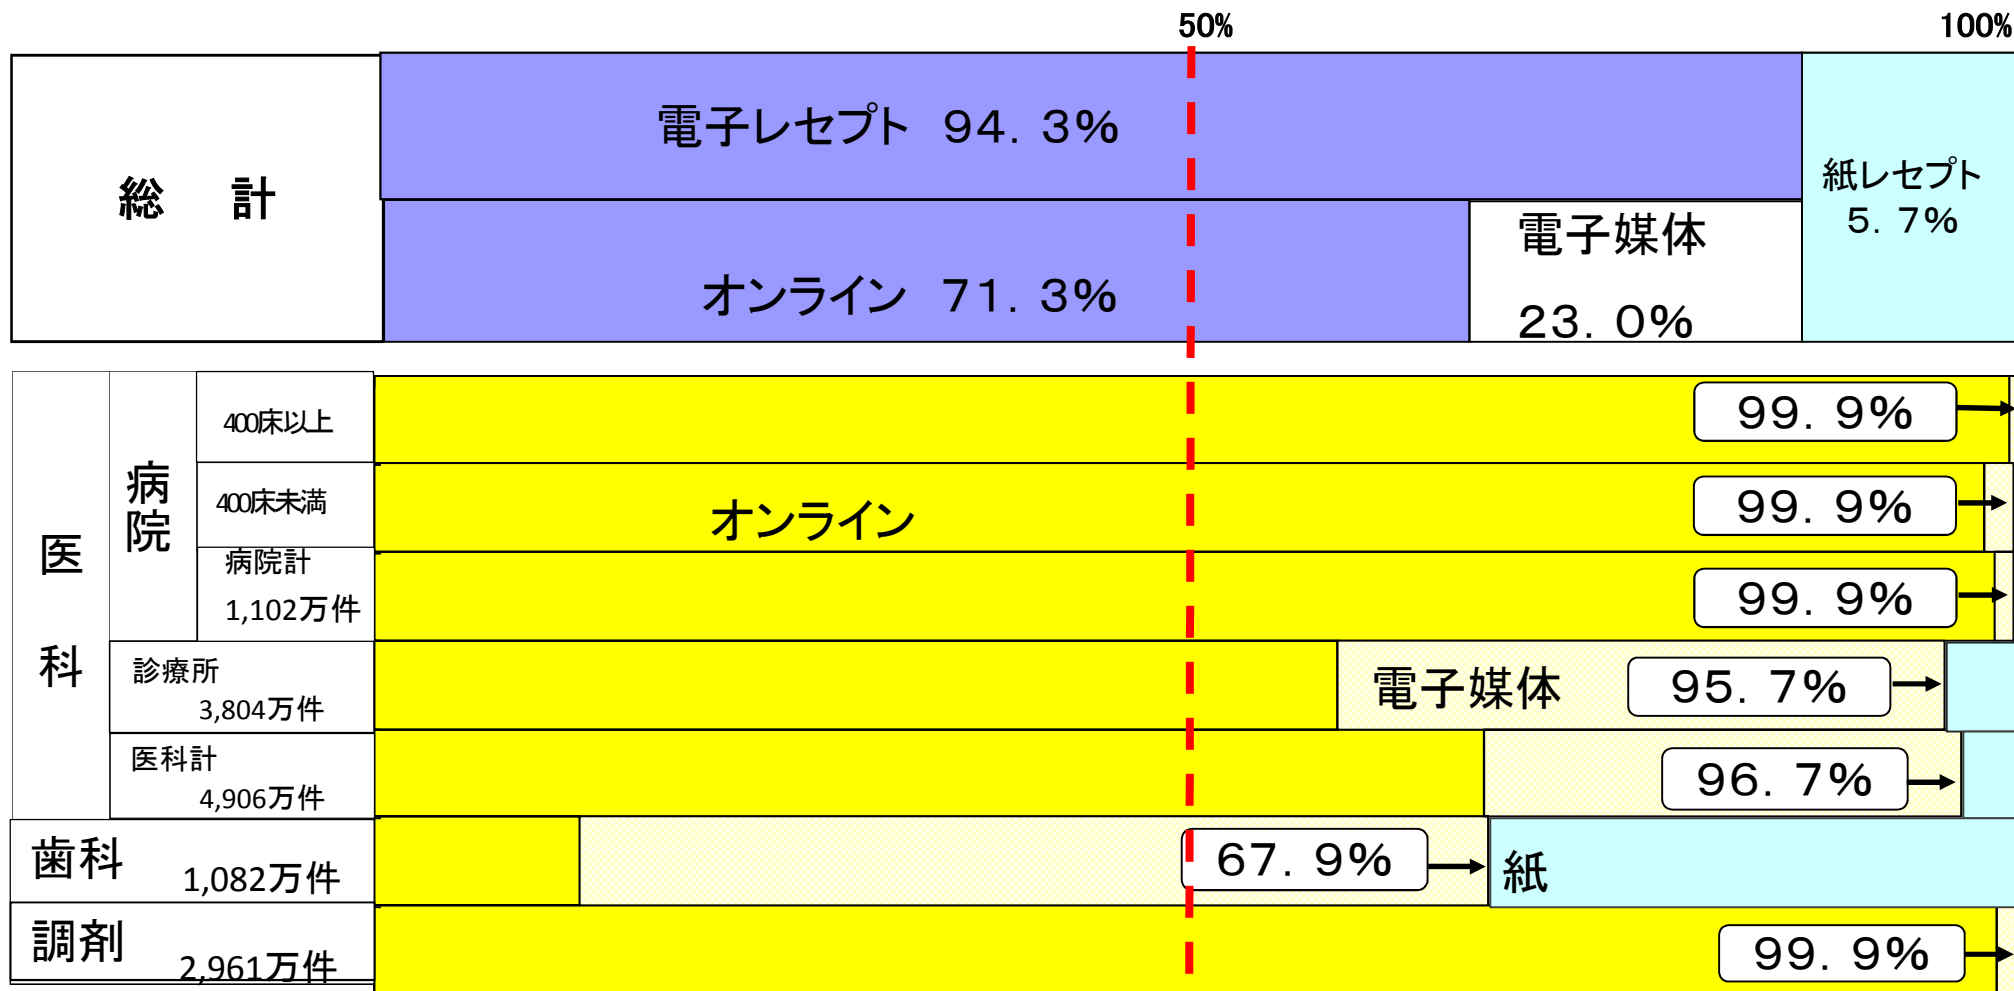 50%
100%
総 計
電子レセプト 94.3%
オンライン 71.3%
電子媒体
23.0%
紙レセプト
5.7%
医科
病院
400床以上
99.9%
400床未満
オンライン
99.9%
病院計
1,102万件
99.9%
診療所
3,804万件
電子媒体
95.7%
医科計
4,906万件
96.7%
歯科
1,082万件
67.9%
紙
調剤
2,961万件
99.9%